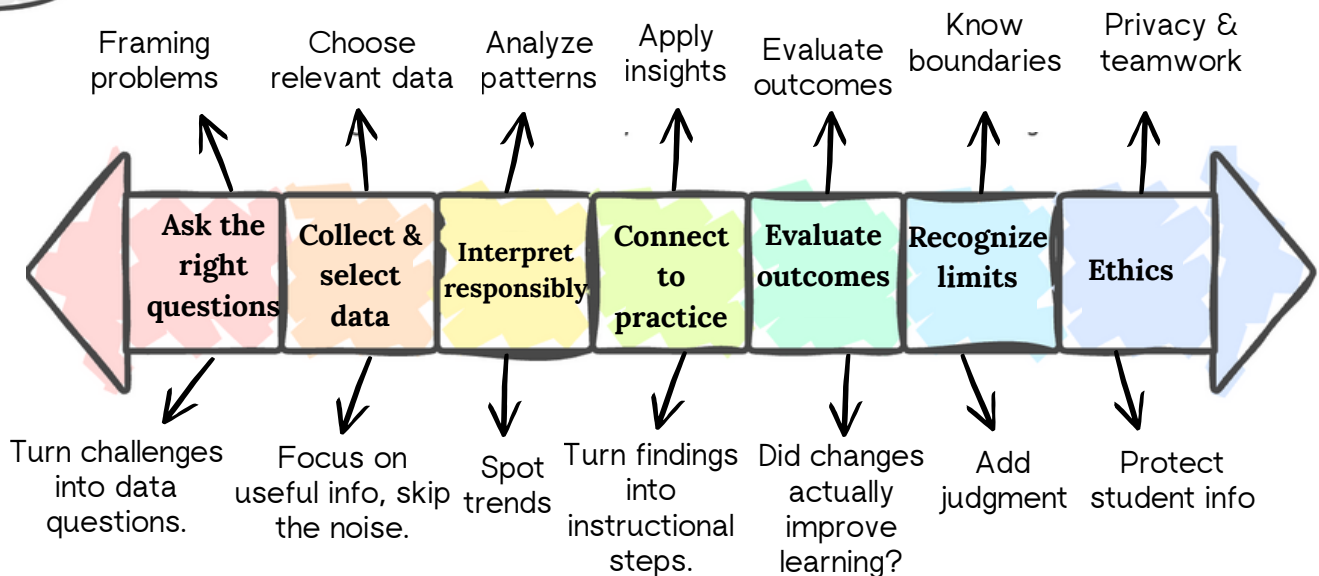 Framing
problems
Choose
relevant data
Analyze
patterns
Apply
insights
Evaluate
outcomes
Know
boundaries
Privacy &
teamwork
Ask the
right
questions
Collect &
select
data
Interpret
responsibly
Connect
to
practice
Evaluate
outcomes
Recognize
limits
Ethics
Turn challenges
into data
questions.
Focus on
useful info, skip
the noise.
Spot
trends
Turn findings
into
instructional
steps.
Did changes
actually
improve
learning?
Add
judgment
Protect
student info